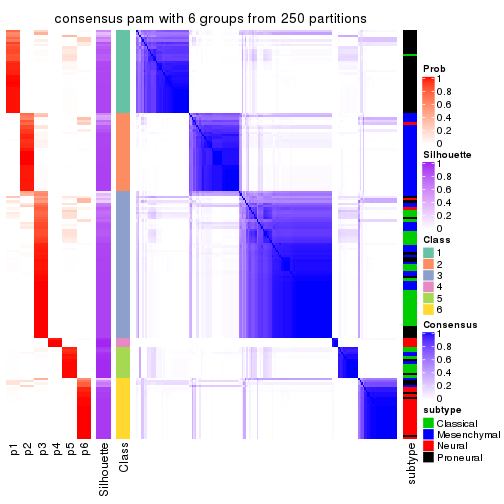 consensus pam with 6 groups from 250 partitions
Prob
1
0.8
0.6
0.4
0.2
0
Silhouette
1
0.8
0.6
0.4
0.2
0
Class
1
2
3
4
5
6
Consensus
1
0.8
0.6
0.4
0.2
0
subtype
Classical
Mesenchymal
Neural
Proneural
p1
p2
p3
p4
p5
p6
Silhouette
Class
subtype